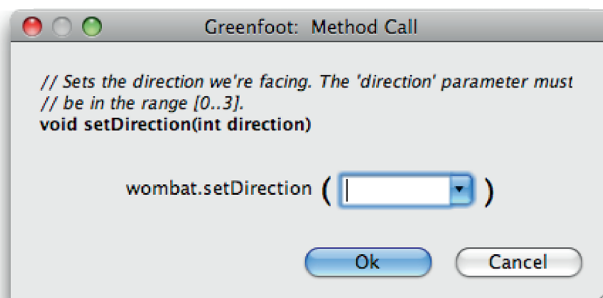 Greenfoot: Method Call
// Sets the direction we're facing. The 'direction' parameter must
// be in the range [0..3].
void setDirection(int direction)
wombat.setDirection ( )
Ok Cancel